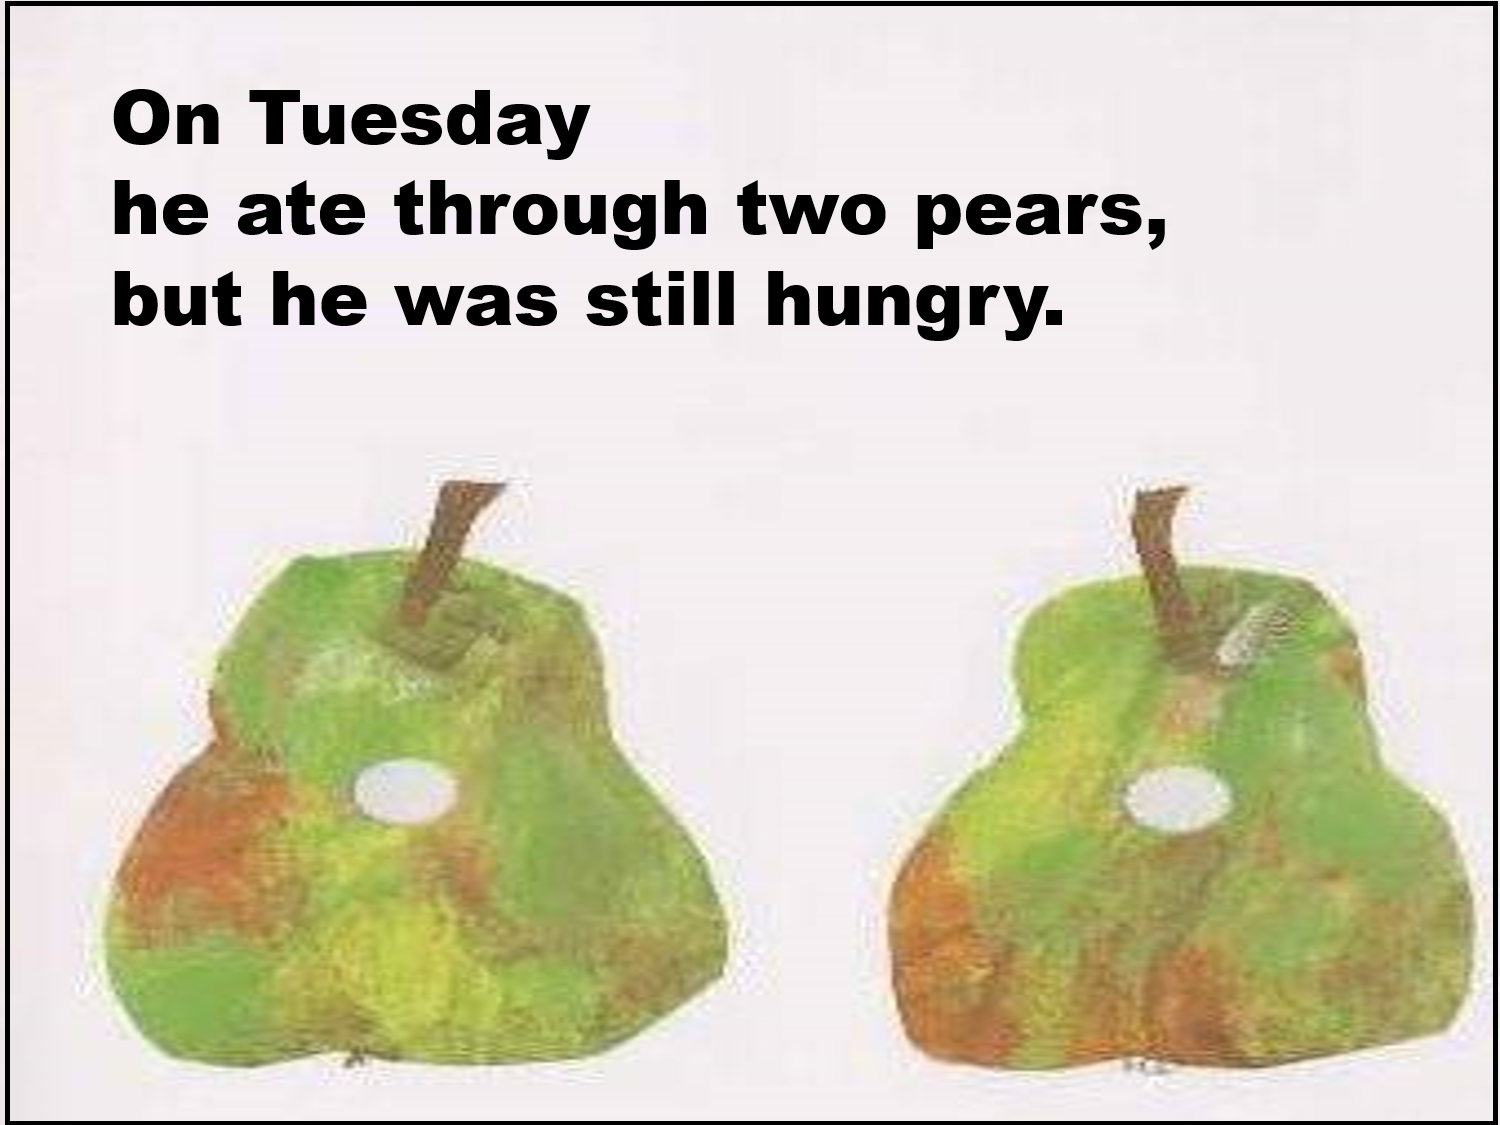 On Tuesday
he ate through two pears,
but he was still hungry.